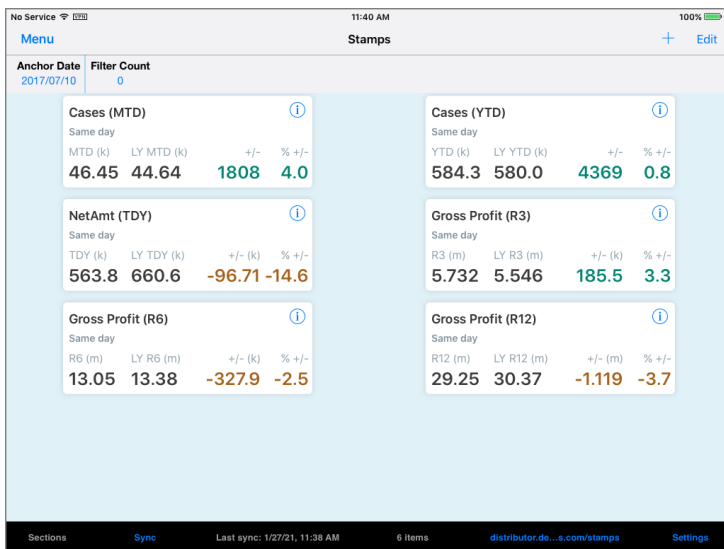 No Service VPN 11:40 AM 100%
Menu Stamps + Edit
Anchor Date Filter Count
2017/07/10 0
Cases (MTD)
Same day
MTD (k) LY MTD (k) +/- % +/-
46.45 44.64 1808 4.0
Cases (YTD)
Same day
YTD (k) LY YTD (k) +/- % +/-
584.3 580.0 4369 0.8
NetAmt (TDY)
Same day
TDY (k) LY TDY (k) +/- (k) % +/-
563.8 660.6 -96.71 -14.6
Gross Profit (R3)
Same day
R3 (m) LY R3 (m) +/- (k) % +/-
5.732 5.546 185.5 3.3
Gross Profit (R6)
Same day
R6 (m) LY R6 (m) +/- (k) % +/-
13.05 13.38 -327.9 -2.5
Gross Profit (R12)
Same day
R12 (m) LY R12 (m) +/- (m) % +/-
29.25 30.37 -1.119 -3.7
Sections Sync Last sync: 1/27/21, 11:38 AM 6 items distributor.de...s.com/stamps Settings